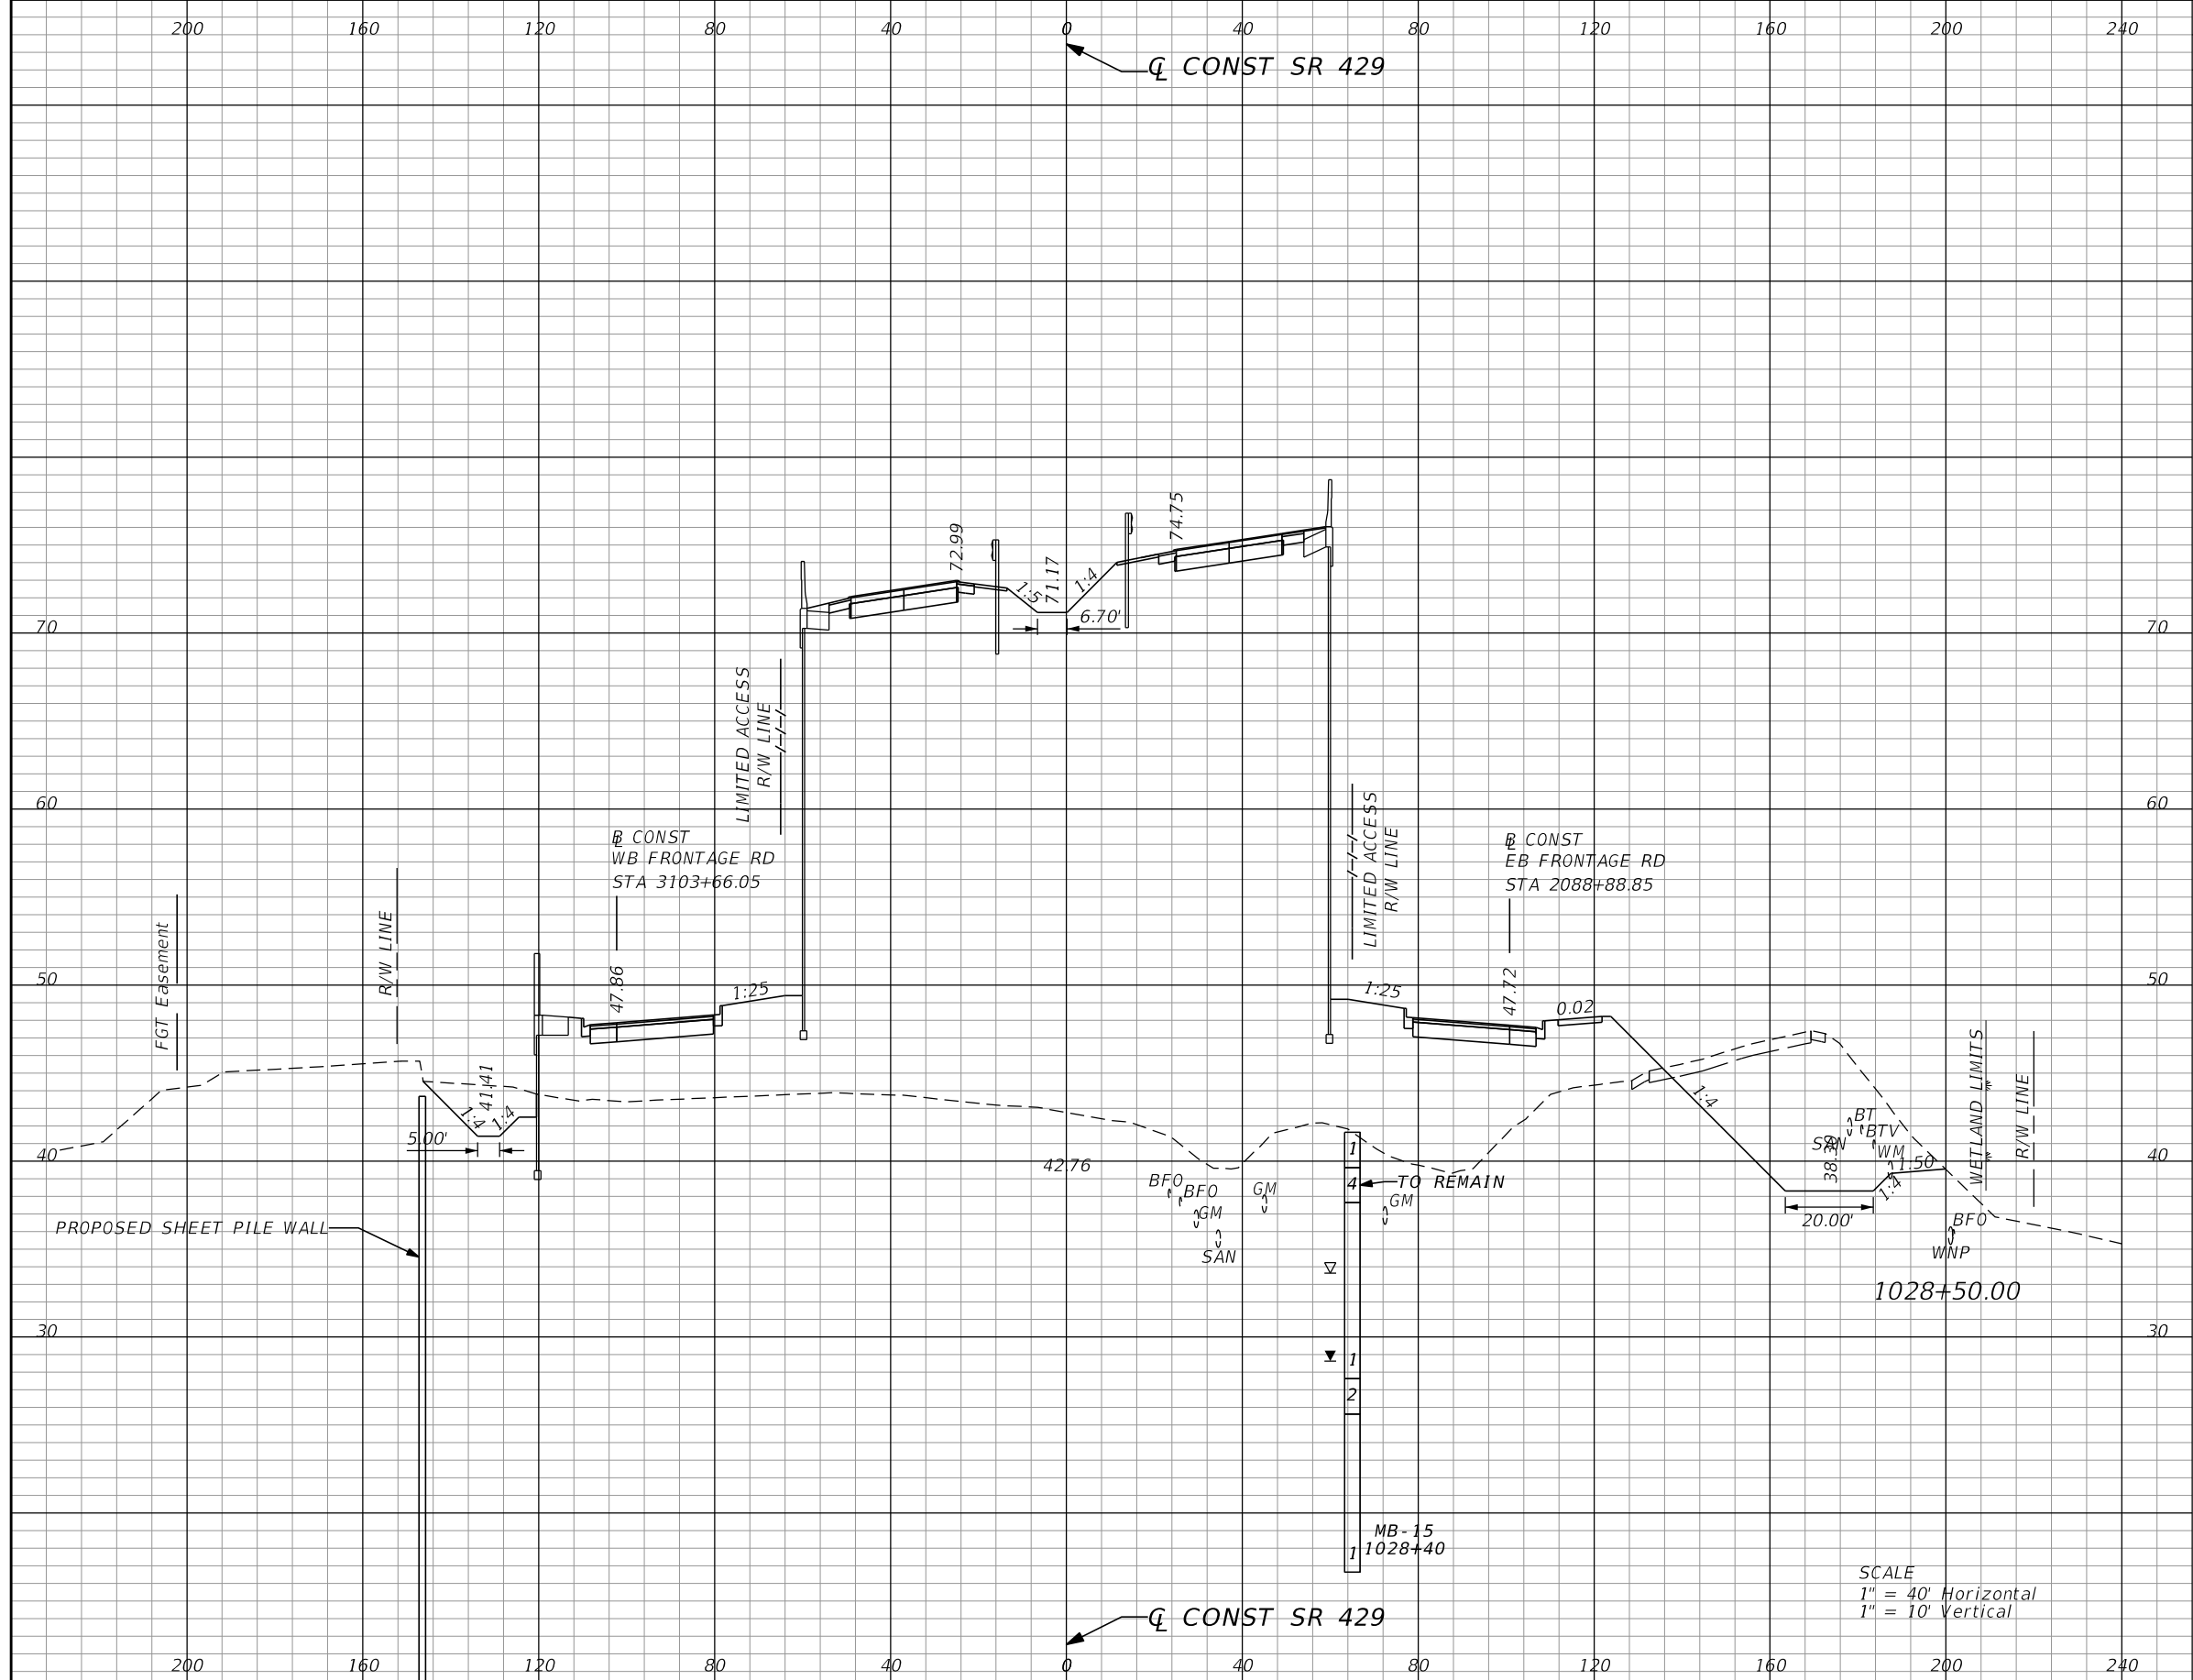 200 160 120 80 40 0 40 80 120 160 200 240
℄ CONST SR 429
74.75
72.99
71.17
1:5
1:4
6.70'
70 70
LIMITED ACCESS
R/W LINE
60 60
LIMITED ACCESS
R/W LINE
B̵L CONST
WB FRONTAGE RD
STA 3103+66.05
B̵L CONST
EB FRONTAGE RD
STA 2088+88.85
FGT Easement
R/W LINE
50 50
47.86
1:25
1:25
47.72
0.02
41.41
1:4
1:4
5.00'
1:4
WETLAND LIMITS
R/W LINE
BT
BTV
SAN
WM
38.30
1:50
1:4
20.00'
40 40
42.76
1
4
TO REMAIN
BFO
BFO
GM
GM
GM
SAN
BFO
WNP
PROPOSED SHEET PILE WALL
1028+50.00
30 30
1
2
1
MB-15
1028+40
SCALE
1" = 40' Horizontal
1" = 10' Vertical
℄ CONST SR 429
200 160 120 80 40 0 40 80 120 160 200 240